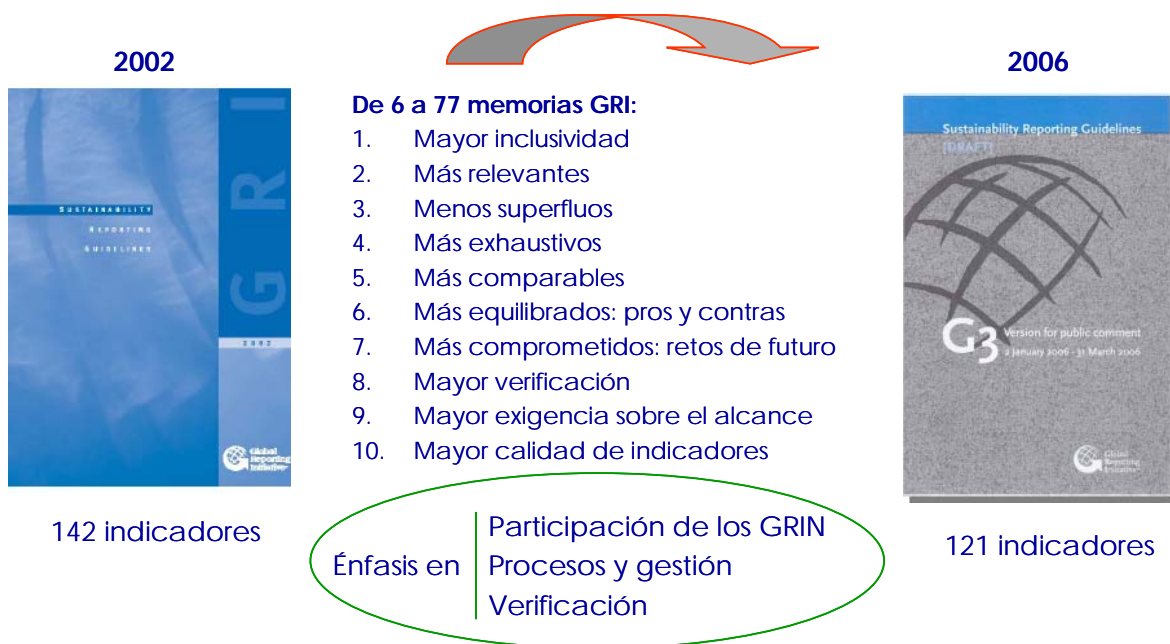 2002
SUSTAINABILITY
REPORTING
GUIDELINES
GRI
2002
Global
Reporting
Initiative
142 indicadores
De 6 a 77 memorias GRI:
1. Mayor inclusividad
2. Más relevantes
3. Menos superfluos
4. Más exhaustivos
5. Más comparables
6. Más equilibrados: pros y contras
7. Más comprometidos: retos de futuro
8. Mayor verificación
9. Mayor exigencia sobre el alcance
10. Mayor calidad de indicadores
Énfasis en
Participación de los GRIN
Procesos y gestión
Verificación
2006
Sustainability Reporting Guidelines
[DRAFT]
G3 Version for public comment
2 January 2006 - 31 March 2006
Global
Reporting
Initiative
121 indicadores